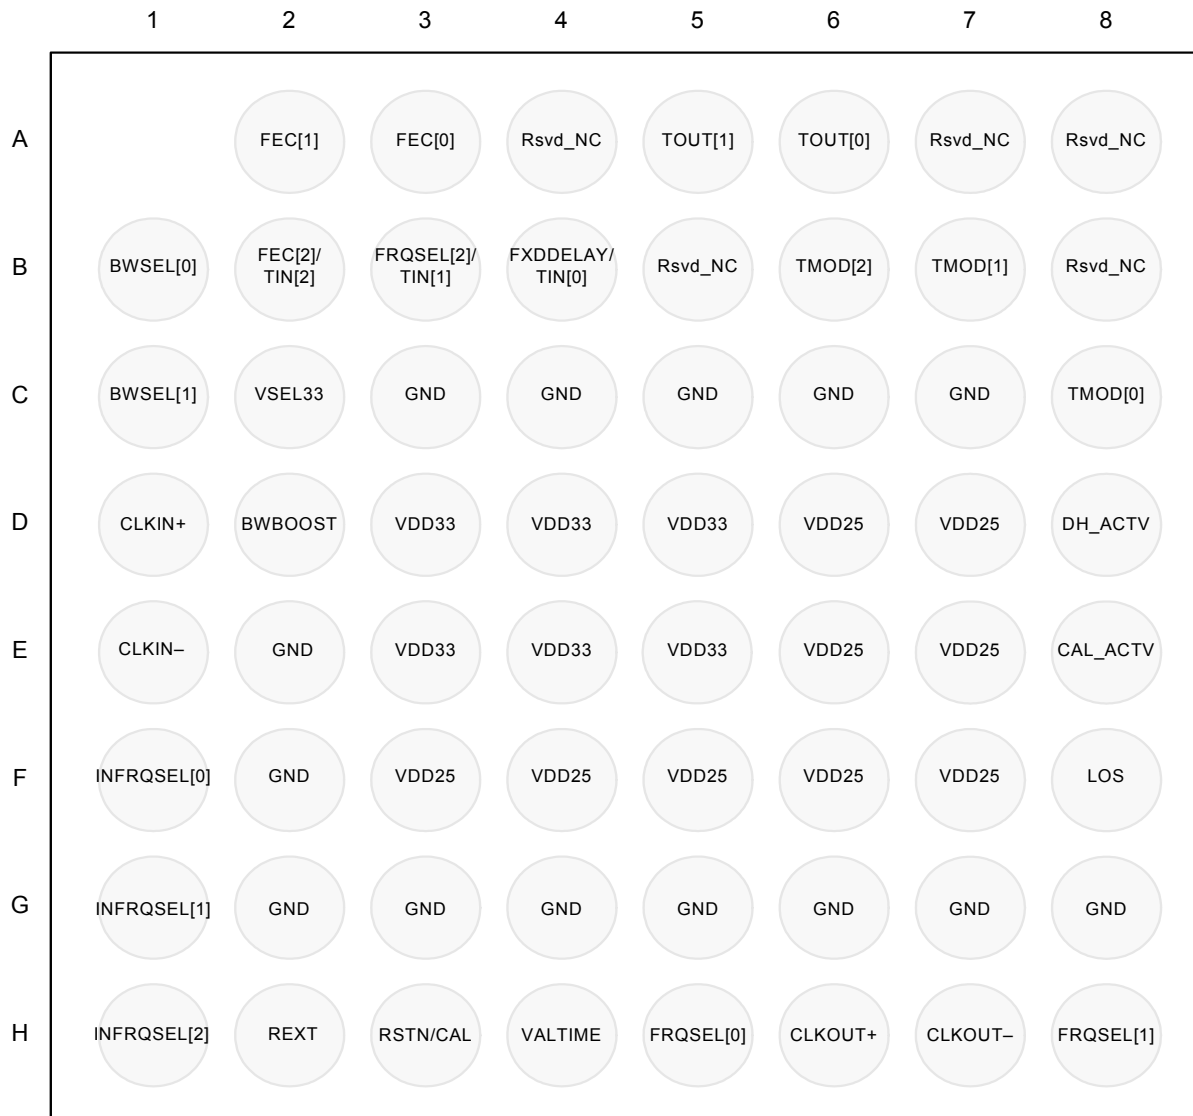 1 2 3 4 5 6 7 8
A FEC[1] FEC[0] Rsvd_NC TOUT[1] TOUT[0] Rsvd_NC Rsvd_NC
B BWSEL[0] FEC[2]/ TIN[2] FRQSEL[2]/ TIN[1] FXDDELAY/ TIN[0] Rsvd_NC TMOD[2] TMOD[1] Rsvd_NC
C BWSEL[1] VSEL33 GND GND GND GND GND TMOD[0]
D CLKIN+ BWBOOST VDD33 VDD33 VDD33 VDD25 VDD25 DH_ACTV
E CLKIN– GND VDD33 VDD33 VDD33 VDD25 VDD25 CAL_ACTV
F INFRQSEL[0] GND VDD25 VDD25 VDD25 VDD25 VDD25 LOS
G INFRQSEL[1] GND GND GND GND GND GND GND
H INFRQSEL[2] REXT RSTN/CAL VALTIME FRQSEL[0] CLKOUT+ CLKOUT– FRQSEL[1]